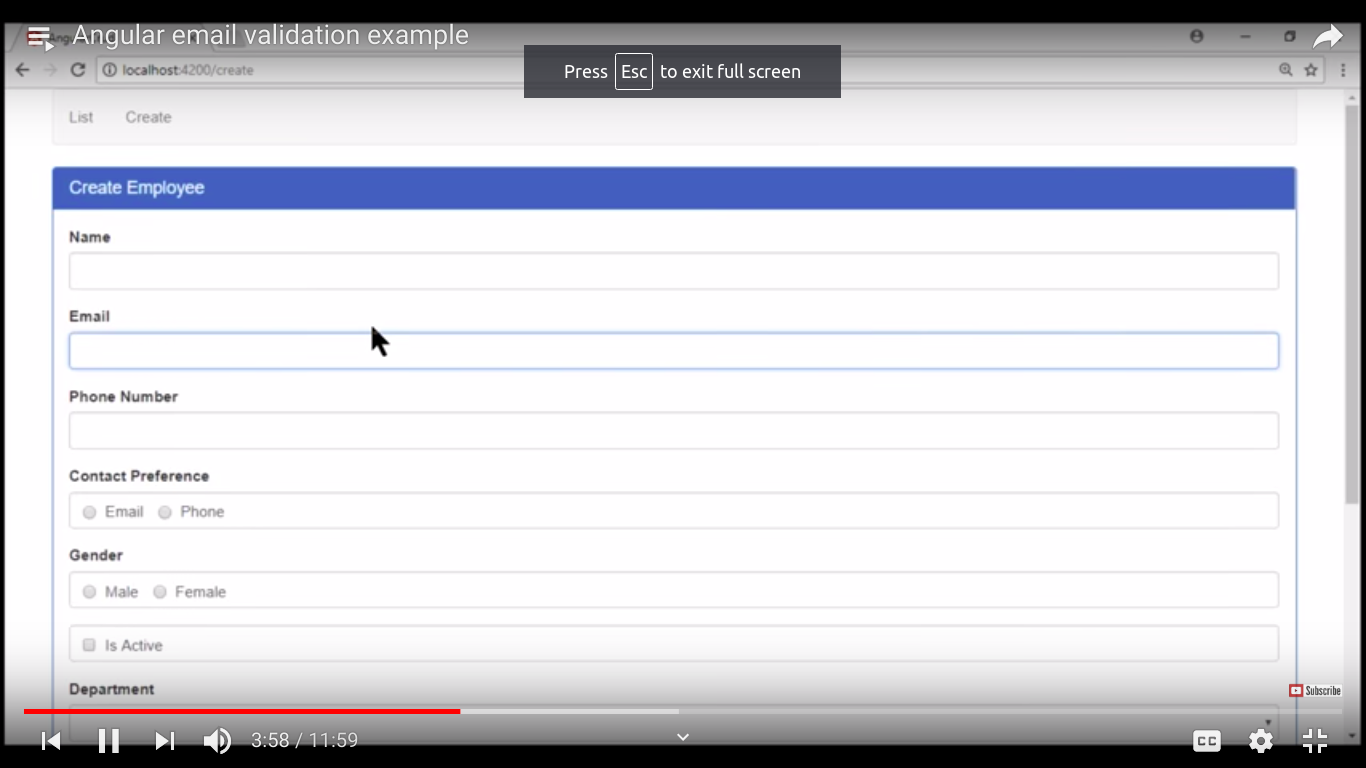 Angular email validation example
Press Esc to exit full screen
localhost:4200/create
List Create
Create Employee
Name
Email
Phone Number
Contact Preference
Email Phone
Gender
Male Female
Is Active
Department
Subscribe
3:58 / 11:59
CC